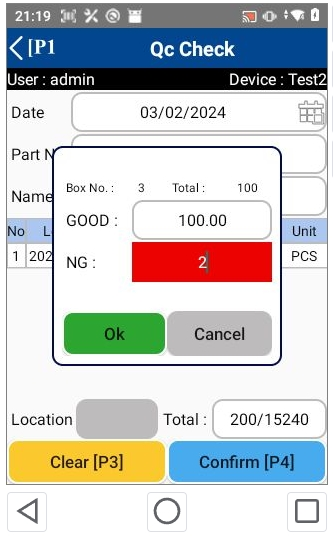 21:19
[P1 Qc Check
User : admin Device : Test2
Date 03/02/2024
Part N
Name
Box No. : 3 Total : 100
GOOD : 100.00
NG : 2
Ok Cancel
No L Unit
1 202 PCS
Location Total : 200/15240
Clear [P3] Confirm [P4]